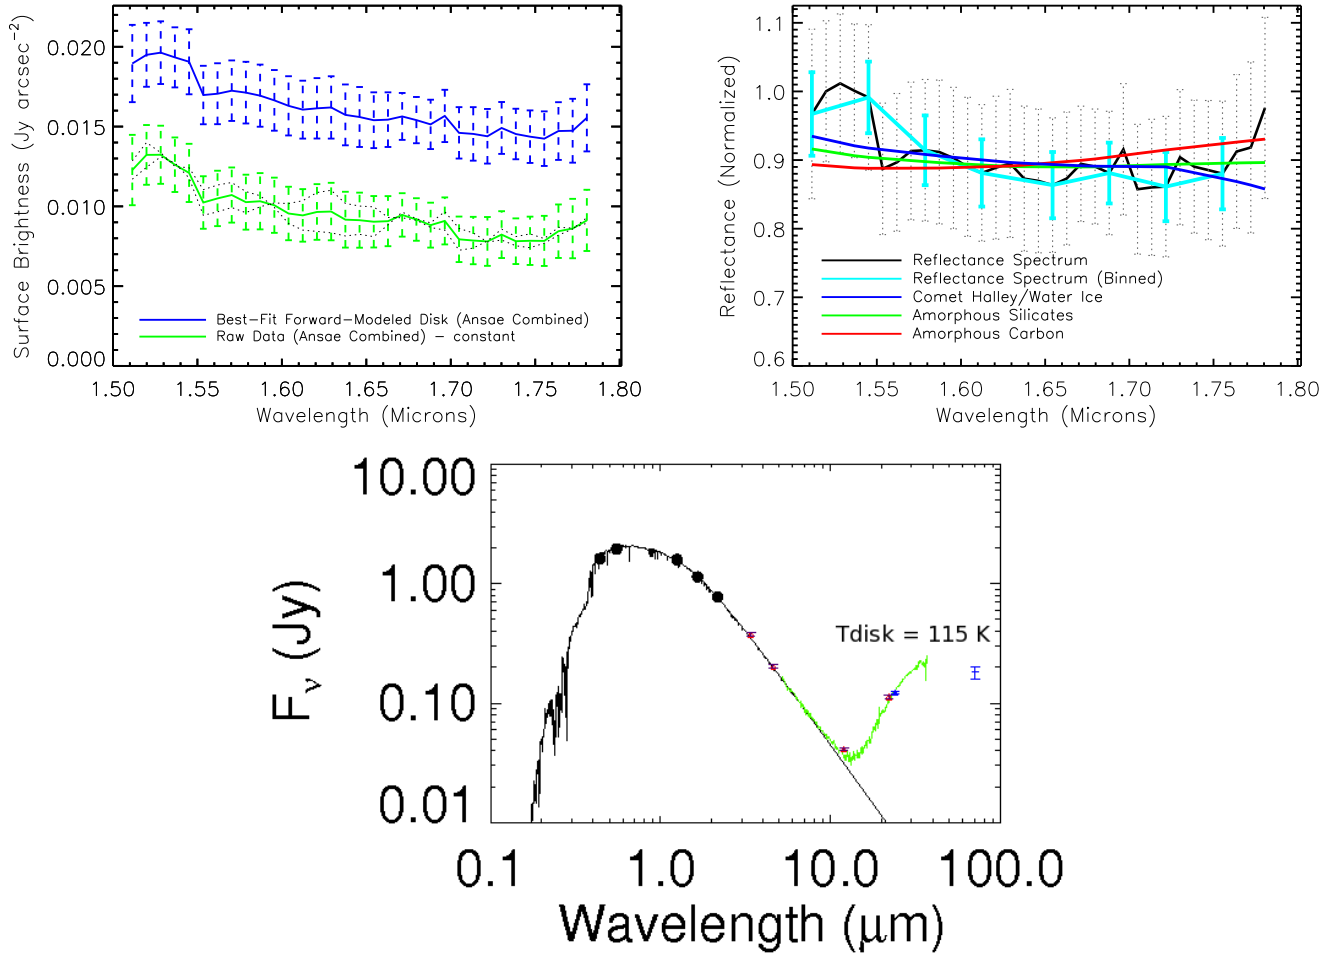 Surface Brightness (Jy arcsec−2)
0.020
0.015
0.010
0.005
0.000
Best−Fit Forward−Modeled Disk (Ansae Combined)
Raw Data (Ansae Combined) − constant
1.50 1.55 1.60 1.65 1.70 1.75 1.80
Wavelength (Microns)
Reflectance (Normalized)
1.1
1.0
0.9
0.8
0.7
0.6
Reflectance Spectrum
Reflectance Spectrum (Binned)
Comet Halley/Water Ice
Amorphous Silicates
Amorphous Carbon
1.50 1.55 1.60 1.65 1.70 1.75 1.80
Wavelength (Microns)
Fν (Jy)
10.00
1.00
0.10
0.01
Tdisk = 115 K
0.1 1.0 10.0 100.0
Wavelength (μm)